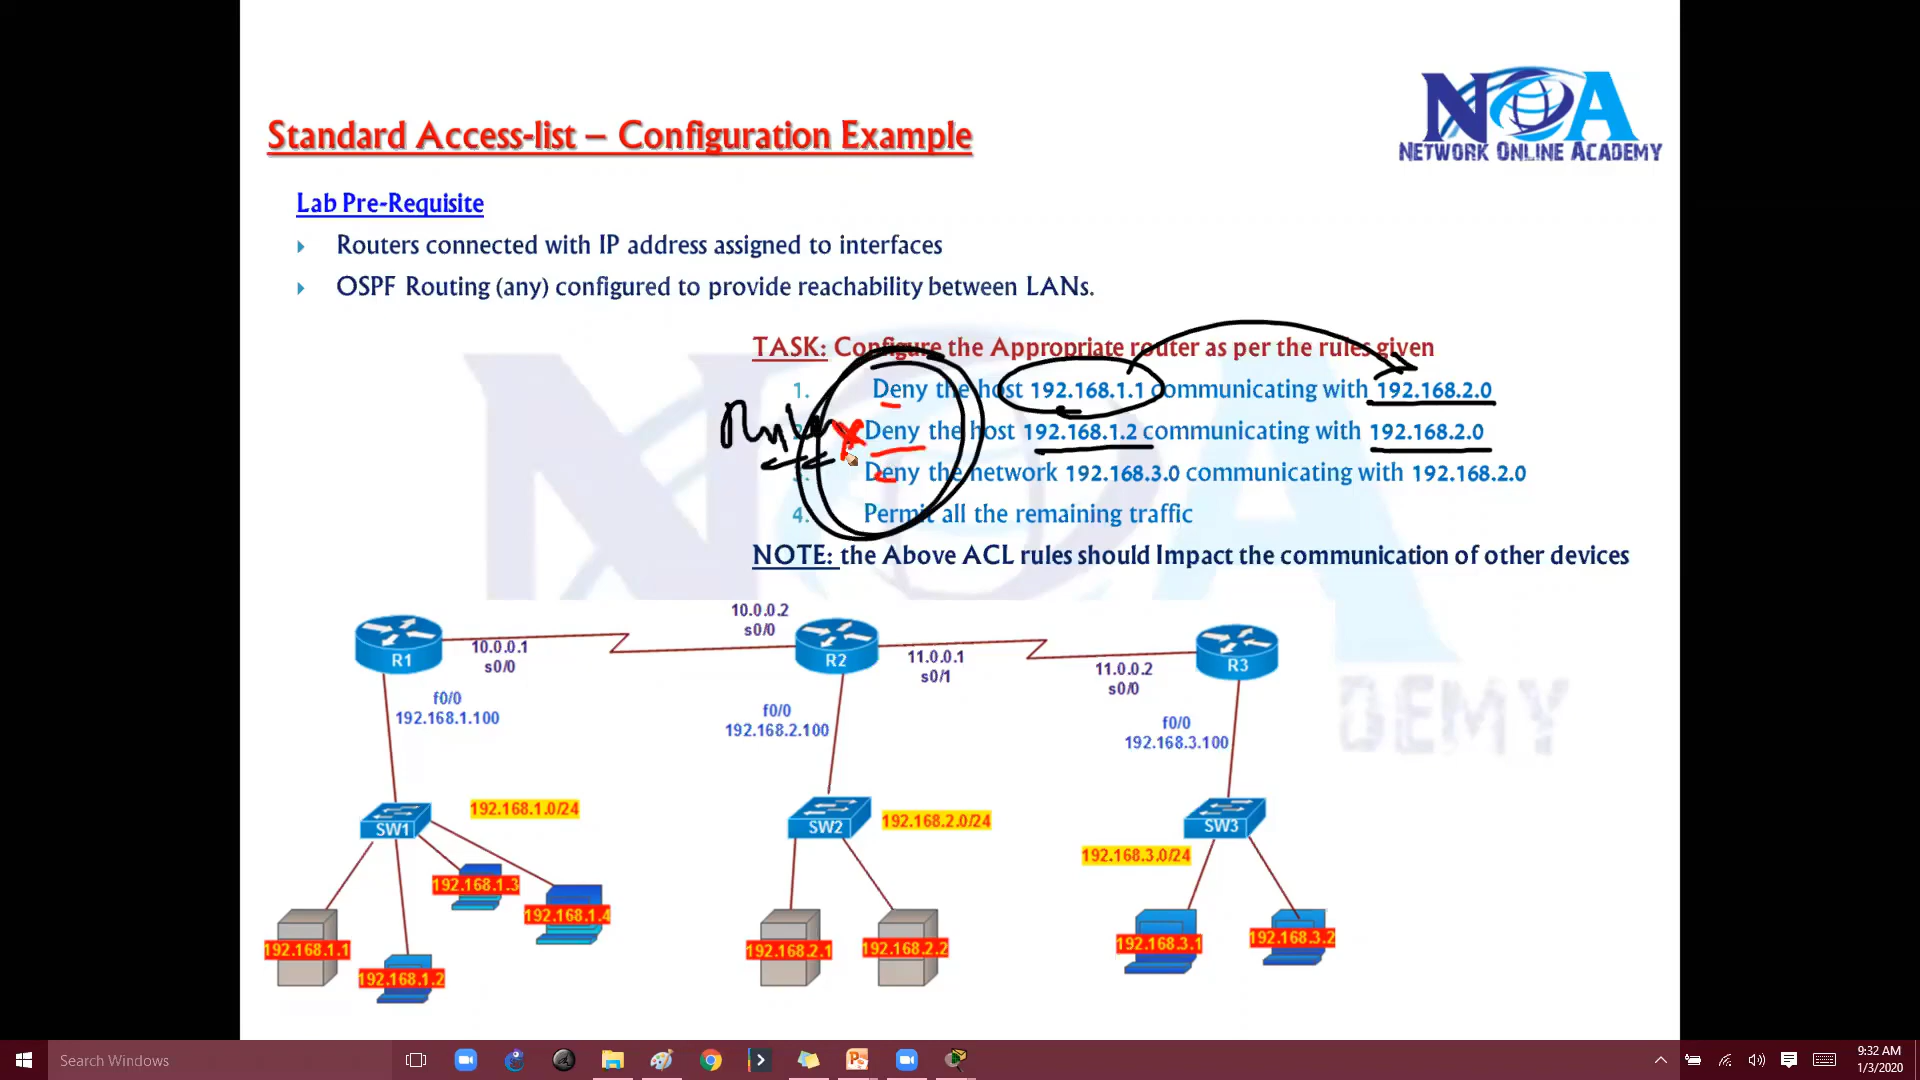 NOA
NETWORK ONLINE ACADEMY
Standard Access-list – Configuration Example
Lab Pre-Requisite
Routers connected with IP address assigned to interfaces
OSPF Routing (any) configured to provide reachability between LANs.
TASK: Configure the Appropriate router as per the rules given
1. Deny the host 192.168.1.1 communicating with 192.168.2.0
Deny the host 192.168.1.2 communicating with 192.168.2.0
3. Deny the network 192.168.3.0 communicating with 192.168.2.0
4. Permit all the remaining traffic
NOTE: the Above ACL rules should Impact the communication of other devices
10.0.0.2
s0/0
R1
10.0.0.1
s0/0
R2
11.0.0.1
s0/1
11.0.0.2
s0/0
R3
f0/0
192.168.1.100
f0/0
192.168.2.100
f0/0
192.168.3.100
DEMY
SW1
192.168.1.0/24
SW2
192.168.2.0/24
SW3
192.168.3.0/24
192.168.1.3
192.168.1.4
192.168.1.1
192.168.1.2
192.168.2.1
192.168.2.2
192.168.3.1
192.168.3.2
Search Windows
9:32 AM
1/3/2020